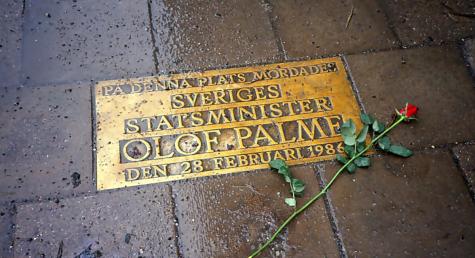 PÅ DENNA PLATS MÖRDADES
SVERIGES
STATSMINISTER
OLOF PALME
DEN 28. FEBRUARI 1986